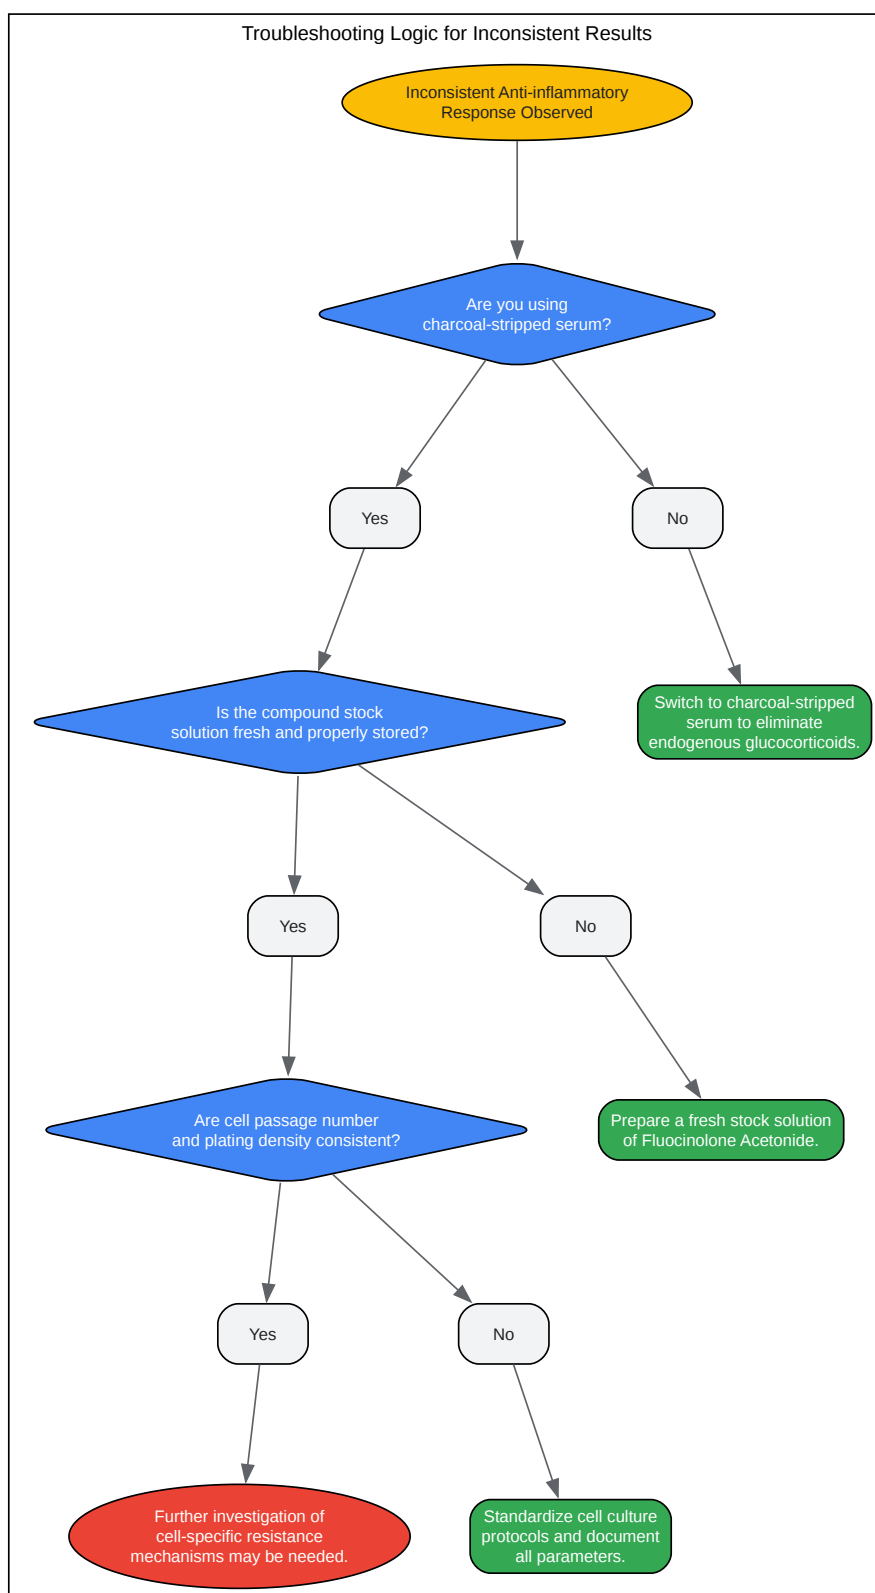 Troubleshooting Logic for Inconsistent Results
Inconsistent Anti-inflammatory
Response Observed
Are you using
charcoal-stripped serum?
Yes
No
Is the compound stock
solution fresh and properly stored?
Switch to charcoal-stripped
serum to eliminate
endogenous glucocorticoids.
Yes
No
Are cell passage number
and plating density consistent?
Prepare a fresh stock solution
of Fluocinolone Acetonide.
Yes
No
Further investigation of
cell-specific resistance
mechanisms may be needed.
Standardize cell culture
protocols and document
all parameters.